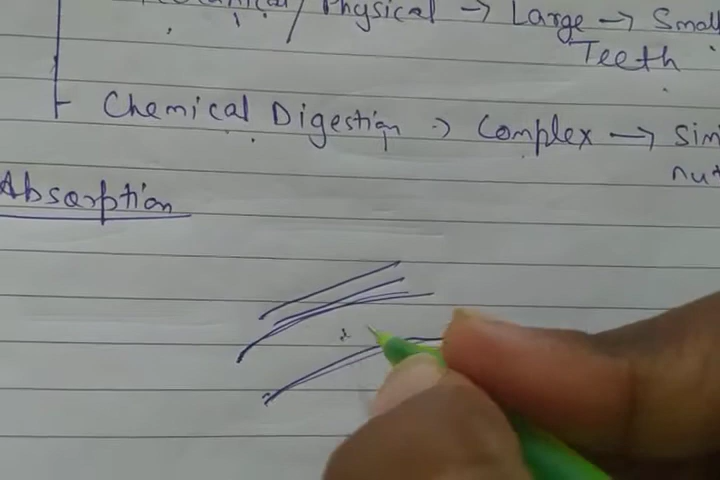 Physical → Large → Small
Teeth
Chemical Digestion → Complex →
Absorption